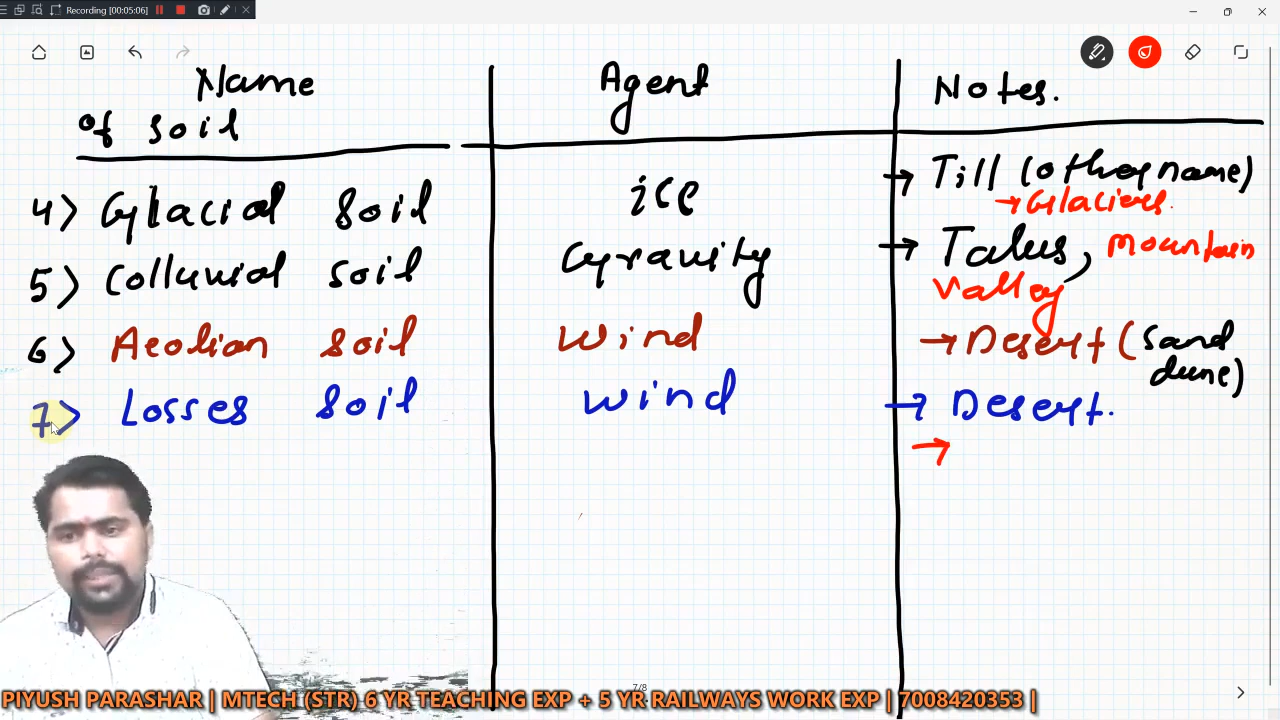 Recording [00:05:06]
Name of soil | Agent | Notes.
4> Glacial soil | ice | → Till (other name)
→ Glaciers.
5> Colluvial soil | Gravity | → Talus, Mountain valley
6> Aeolian soil | Wind | → Desert (sand dune)
7> Losses soil | Wind | → Desert.
→
7/8
PIYUSH PARASHAR | MTECH (STR) 6 YR TEACHING EXP + 5 YR RAILWAYS WORK EXP | 7008420353 |